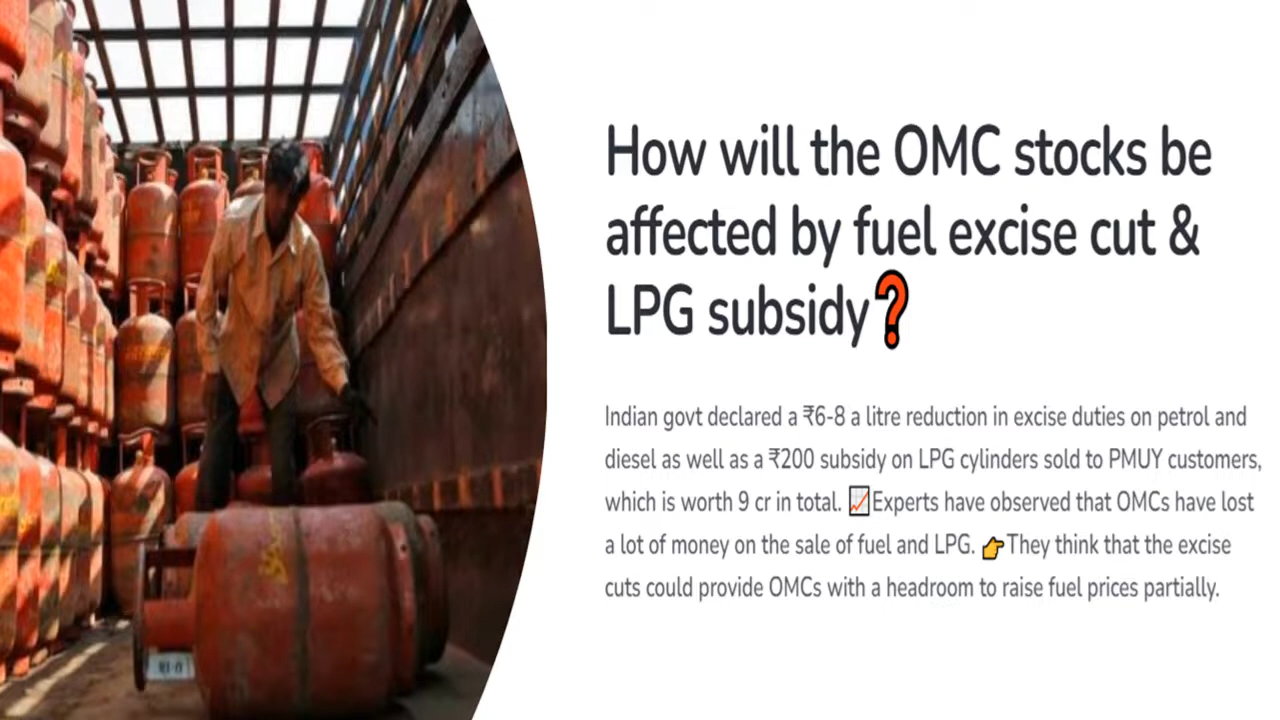 How will the OMC stocks be
affected by fuel excise cut &
LPG subsidy❓
Indian govt declared a ₹6-8 a litre reduction in excise duties on petrol and
diesel as well as a ₹200 subsidy on LPG cylinders sold to PMUY customers,
which is worth 9 cr in total. 📈Experts have observed that OMCs have lost
a lot of money on the sale of fuel and LPG. 👉They think that the excise
cuts could provide OMCs with a headroom to raise fuel prices partially.